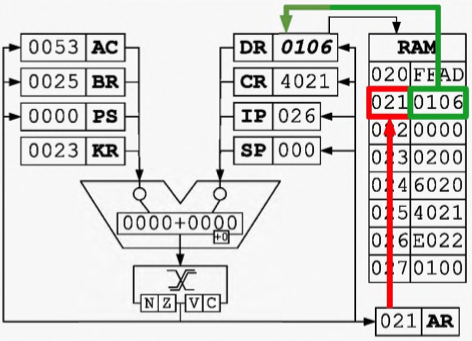 0053 AC
0025 BR
0000 PS
0023 KR
DR 0106
CR 4021
IP 026
SP 000
0000+0000
+0
N Z V C
RAM
020 FEAD
021 0106
022 0000
023 0200
024 6020
025 4021
026 E022
027 0100
021 AR